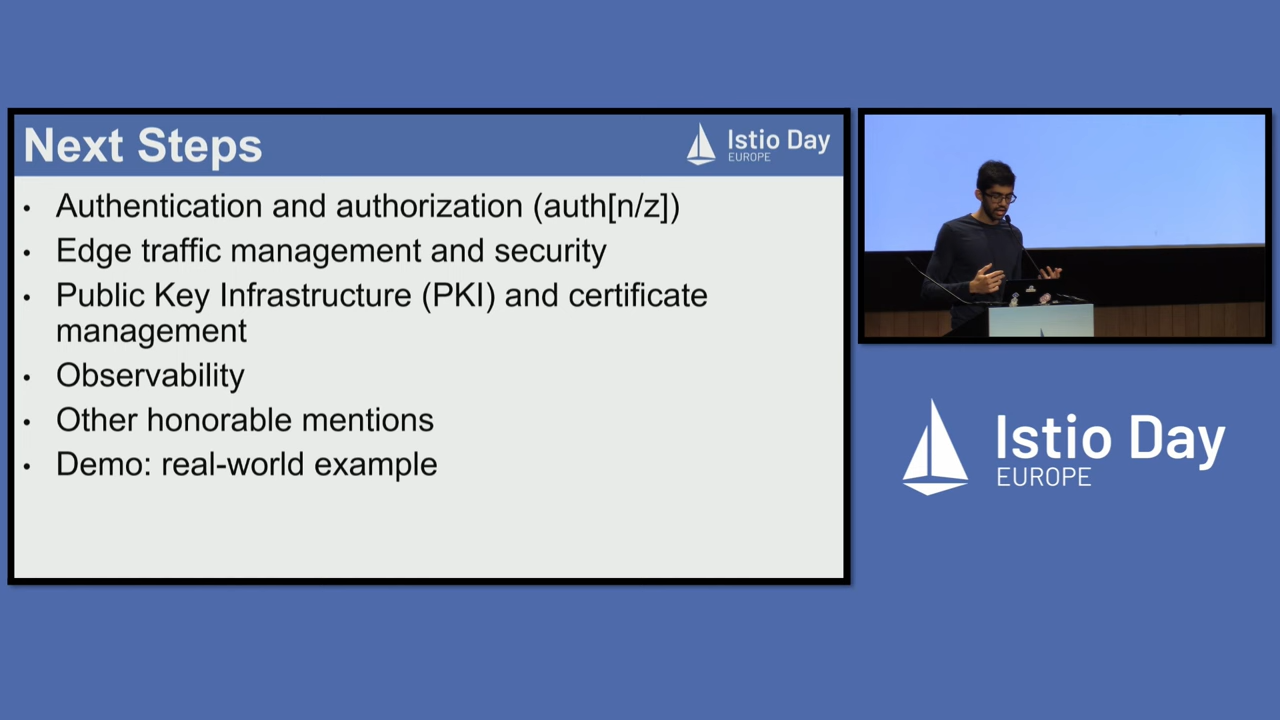 Next Steps
Istio Day
EUROPE
• Authentication and authorization (auth[n/z])
• Edge traffic management and security
• Public Key Infrastructure (PKI) and certificate
management
• Observability
• Other honorable mentions
• Demo: real-world example
Istio Day
EUROPE